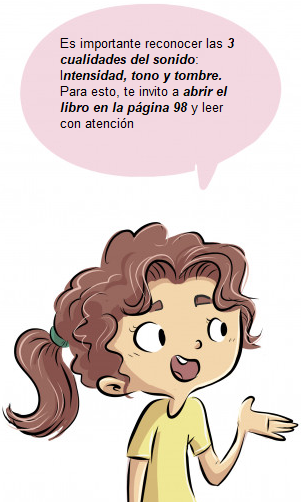 Es importante reconocer las 3
cualidades del sonido:
Intensidad, tono y tombre.
Para esto, te invito a abrir el
libro en la página 98 y leer
con atención